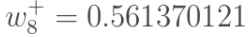 w_8^+ = 0.561370121